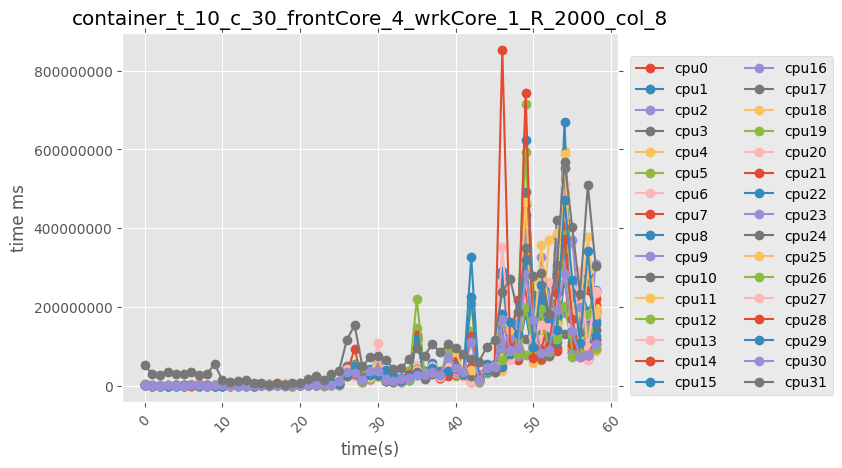 container_t_10_c_30_frontCore_4_wrkCore_1_R_2000_col_8
800000000
600000000
400000000
200000000
0
time ms
0
10
20
30
40
50
60
time(s)
cpu0
cpu1
cpu2
cpu3
cpu4
cpu5
cpu6
cpu7
cpu8
cpu9
cpu10
cpu11
cpu12
cpu13
cpu14
cpu15
cpu16
cpu17
cpu18
cpu19
cpu20
cpu21
cpu22
cpu23
cpu24
cpu25
cpu26
cpu27
cpu28
cpu29
cpu30
cpu31